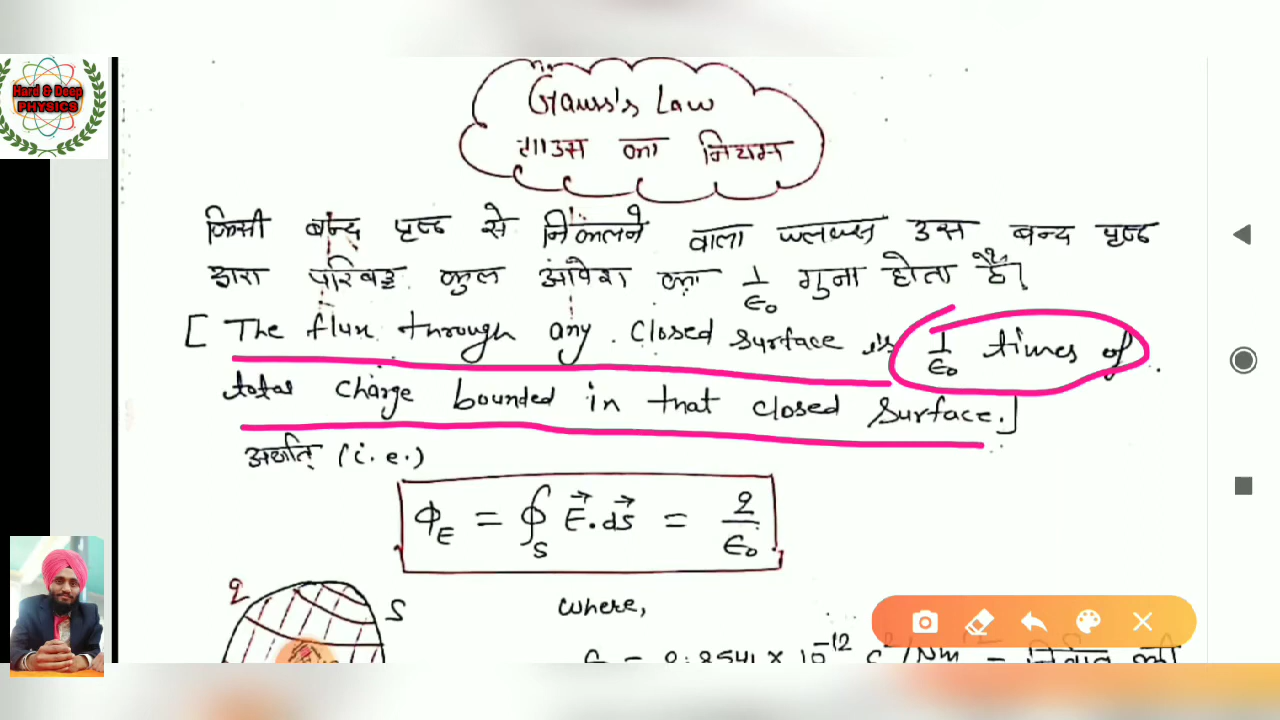 Hard & Deep
PHYSICS
Gauss's Law
गाउस का नियम
किसी बन्द पृष्ठ से निकलने वाला फ्लक्स उस बन्द पृष्ठ
द्वारा परिबद्ध कुल आवेश का 1/ϵ₀ गुना होता है।
[ The flux through any closed surface is 1/ϵ₀ times of
total charge bounded in that closed surface.]
अर्थात् (i.e.)
Φ_E = ∮_S E⃗.dS⃗ = q/ϵ₀
q
S
where,